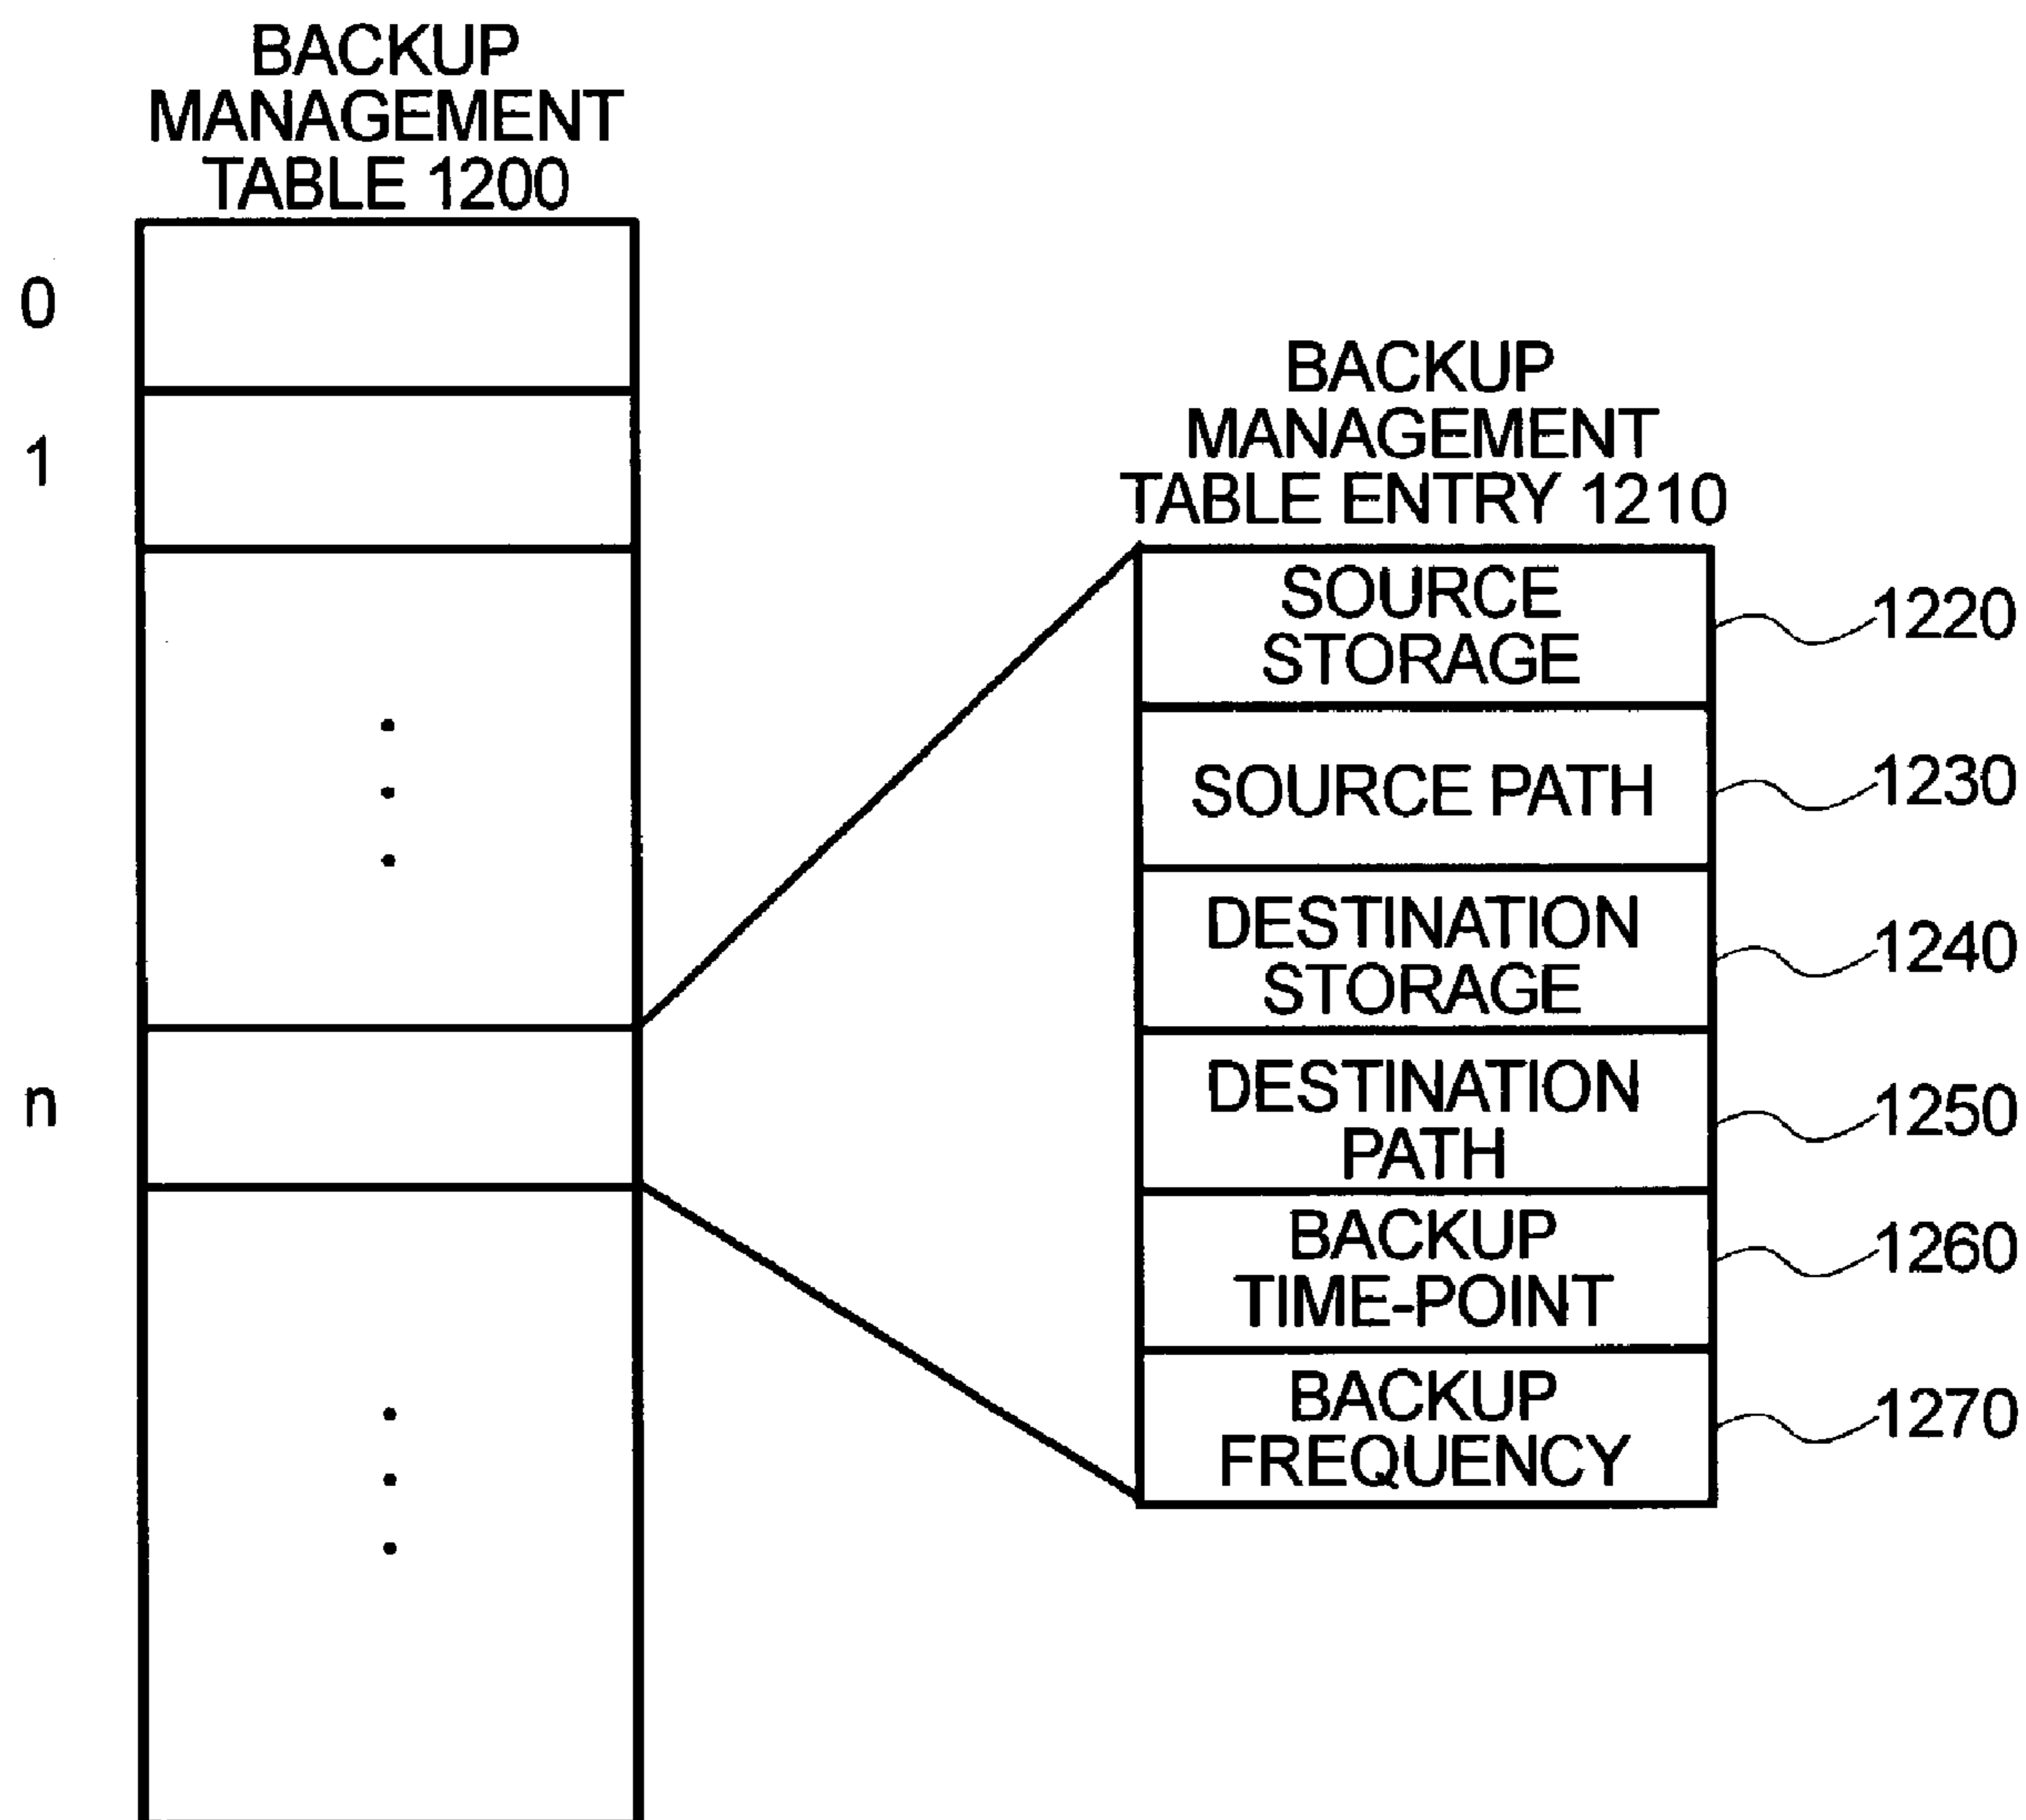 BACKUP
MANAGEMENT
TABLE 1200
0
1
n
BACKUP
MANAGEMENT
TABLE ENTRY 1210
SOURCE
STORAGE
1220
SOURCE PATH
1230
DESTINATION
STORAGE
1240
DESTINATION
PATH
1250
BACKUP
TIME-POINT
1260
BACKUP
FREQUENCY
1270